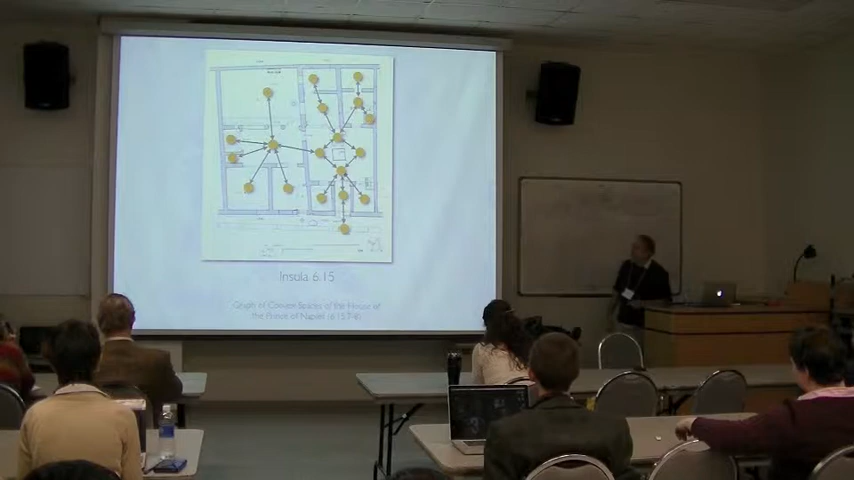 Insula 6.15
Graph of Convex Spaces of the House of
the Prince of Naples (6.15.7-8)